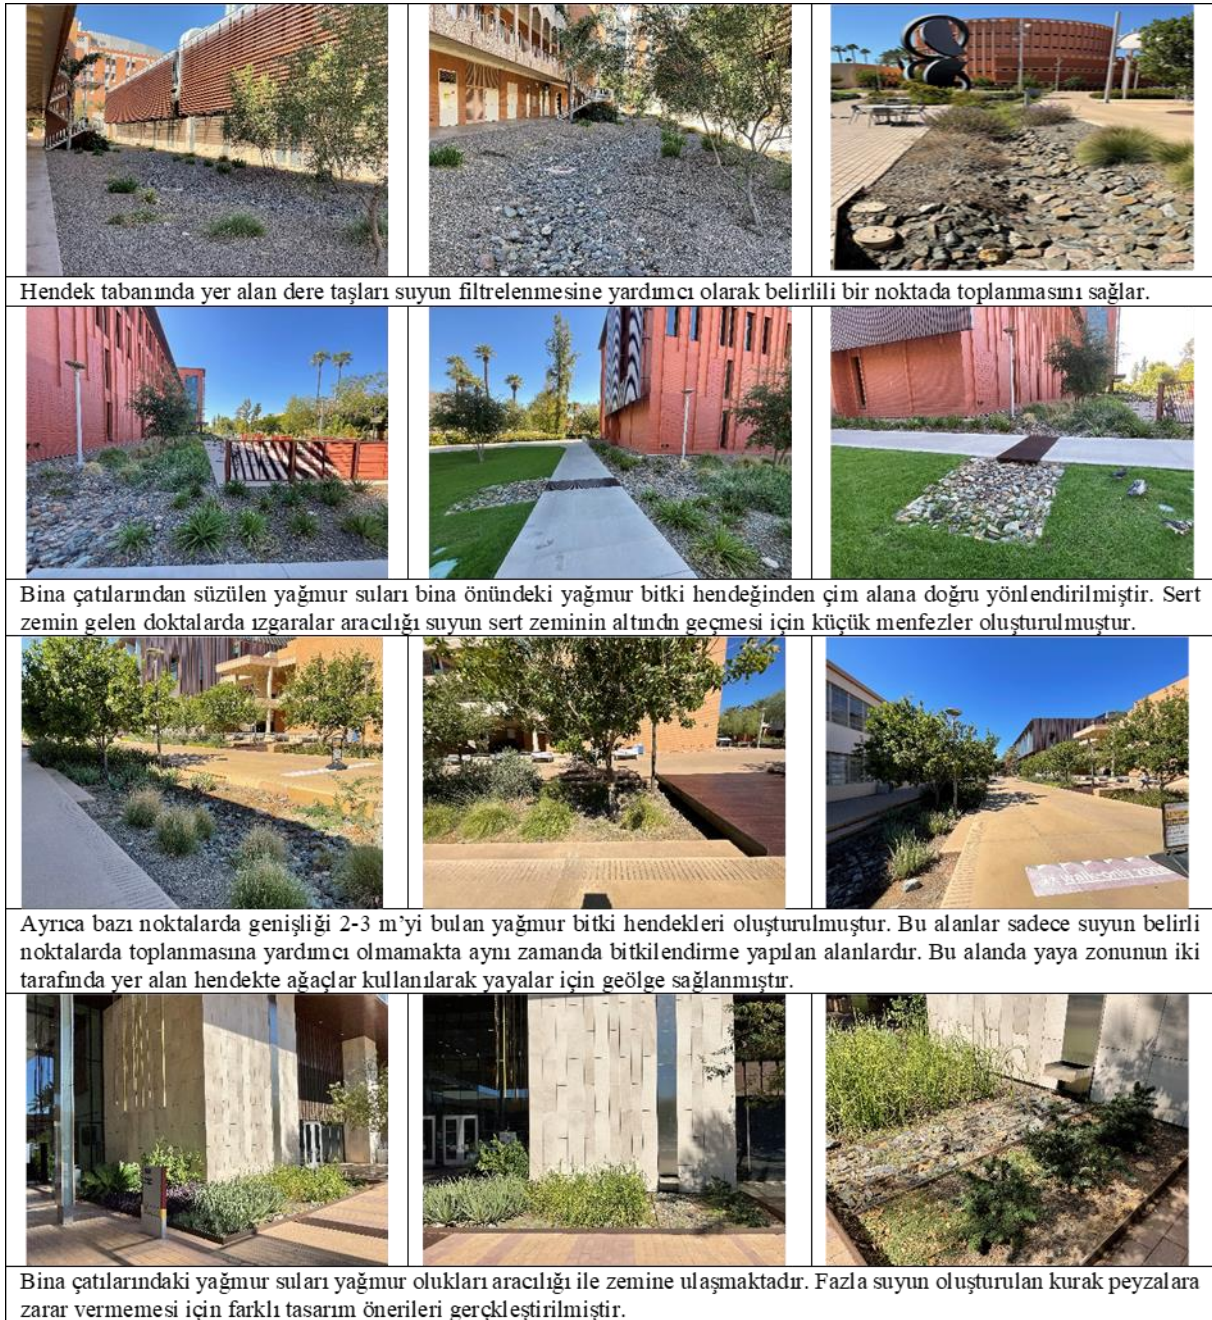 Hendek tabanında yer alan dere taşları suyun filtrelenmesine yardımcı olarak belirlili bir noktada toplanmasını sağlar.
Bina çatılarından süzülen yağmur suları bina önündeki yağmur bitki hendeğinden çim alana doğru yönlendirilmiştir. Sert
zemin gelen doktalarda ızgaralar aracılığı suyun sert zeminin altındn geçmesi için küçük menfezler oluşturulmuştur.
walk-only zone
Ayrıca bazı noktalarda genişliği 2-3 m’yi bulan yağmur bitki hendekleri oluşturulmuştur. Bu alanlar sadece suyun belirli
noktalarda toplanmasına yardımcı olmamakta aynı zamanda bitkilendirme yapılan alanlardır. Bu alanda yaya zonunun iki
tarafında yer alan hendekte ağaçlar kullanılarak yayalar için geölge sağlanmıştır.
Bina çatılarındaki yağmur suları yağmur olukları aracılığı ile zemine ulaşmaktadır. Fazla suyun oluşturulan kurak peyzalara
zarar vermemesi için farklı tasarım önerileri gerçkleştirilmiştir.